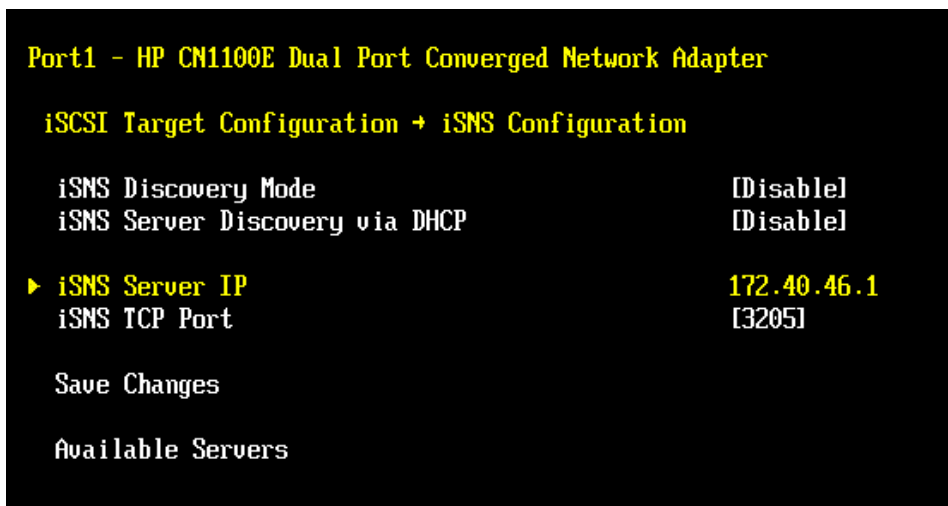 Port1 - HP CN1100E Dual Port Converged Network Adapter
iSCSI Target Configuration → iSNS Configuration
iSNS Discovery Mode [Disable]
iSNS Server Discovery via DHCP [Disable]
► iSNS Server IP 172.40.46.1
iSNS TCP Port [3205]
Save Changes
Available Servers